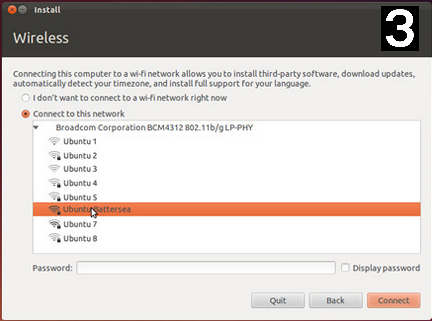 Install
3
Wireless
Connecting this computer to a wi-fi network allows you to install third-party software, download updates,
automatically detect your timezone, and install full support for your language.
I don't want to connect to a wi-fi network right now
Connect to this network
Broadcom Corporation BCM4312 802.11b/g LP-PHY
Ubuntu 1
Ubuntu 2
Ubuntu 3
Ubuntu 4
Ubuntu 5
Ubuntu Battersea
Ubuntu 7
Ubuntu 8
Password:
Display password
Quit
Back
Connect